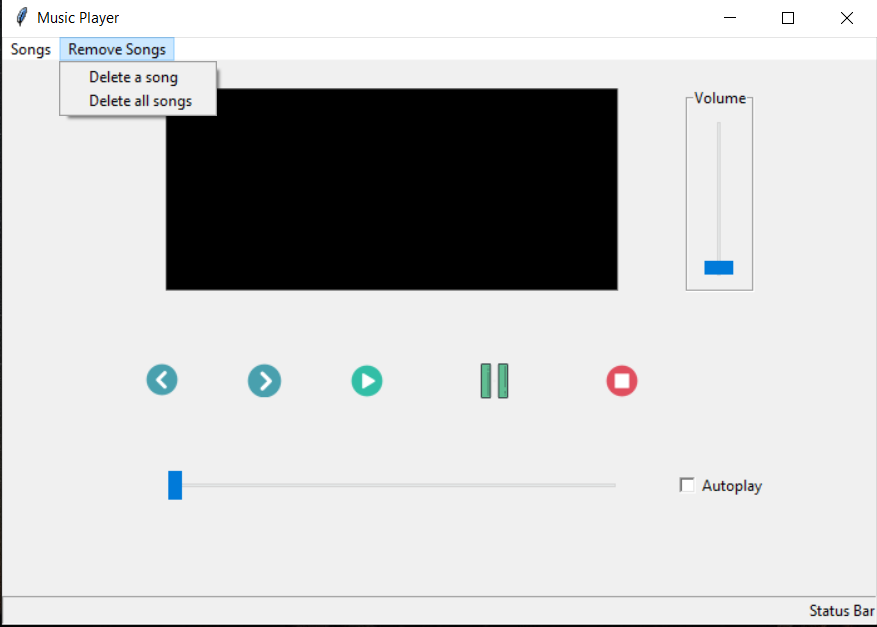 Music Player
Songs Remove Songs
Delete a song
Delete all songs
Volume
Autoplay
Status Bar